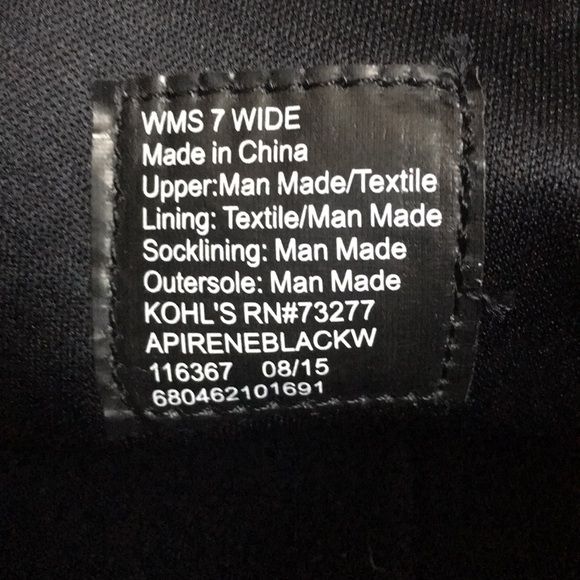 WMS 7 WIDE
Made in China
Upper:Man Made/Textile
Lining: Textile/Man Made
Socklining: Man Made
Outersole: Man Made
KOHL'S RN#73277
APIRENEBLACKW
116367 08/15
680462101691